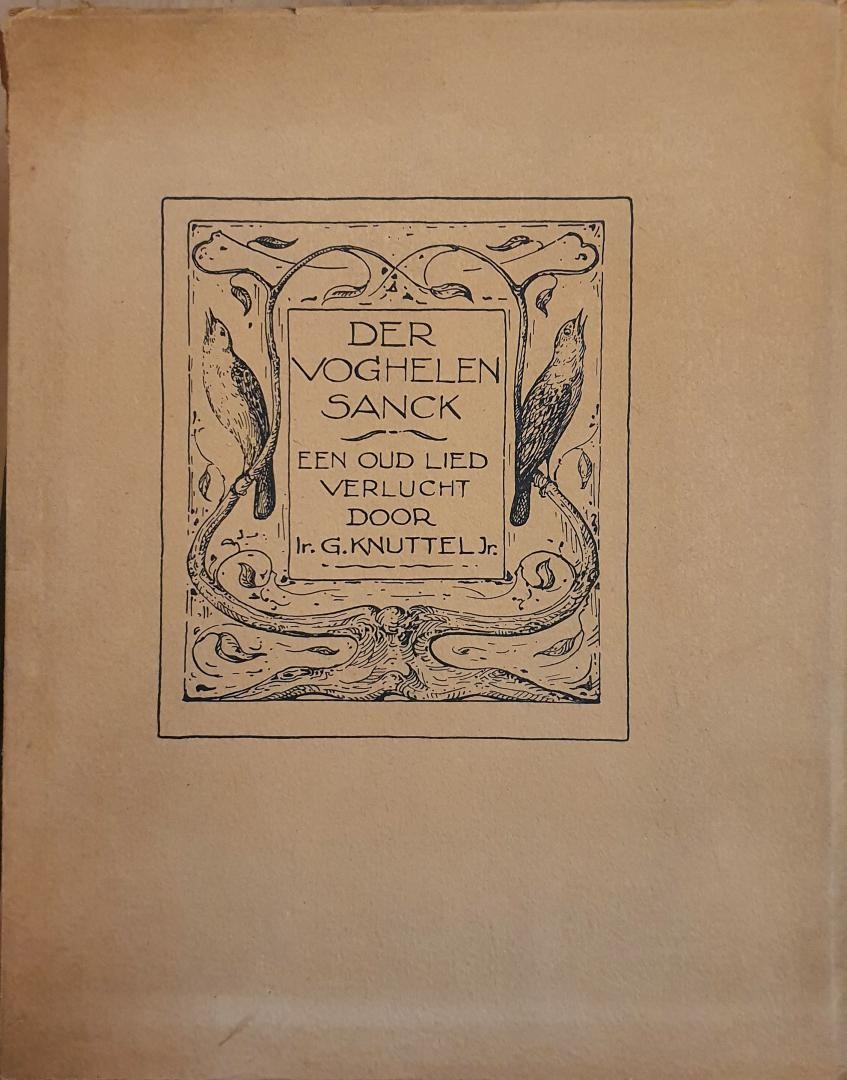 DER
VOGHELEN
SANCK
EEN OUD LIED
VERLUCHT
DOOR
Ir. G. KNUTTEL Jr.